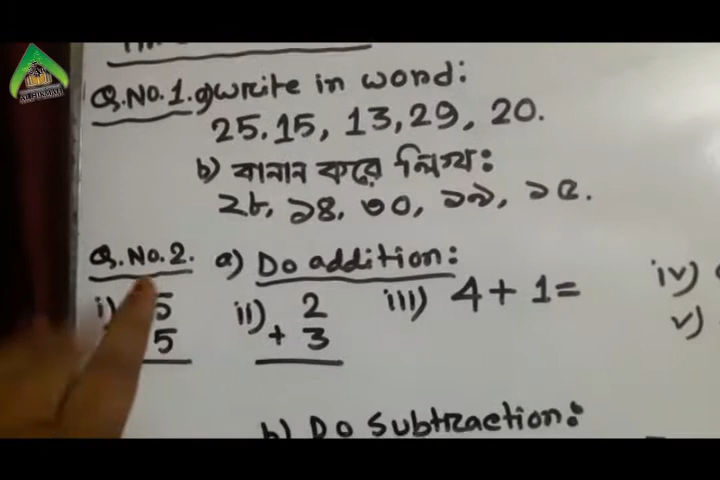 Q.No.1.a) Write in word:
25, 15, 13, 29, 20.
b) বানান করে লিখ:
২৮, ১৪, ৩০, ১৯, ১৫.
Q.No.2. a) Do addition:
i) 5 ii) 2 iii) 4 + 1 = iv)
5 + 3 v)
b) Do Subtraction: